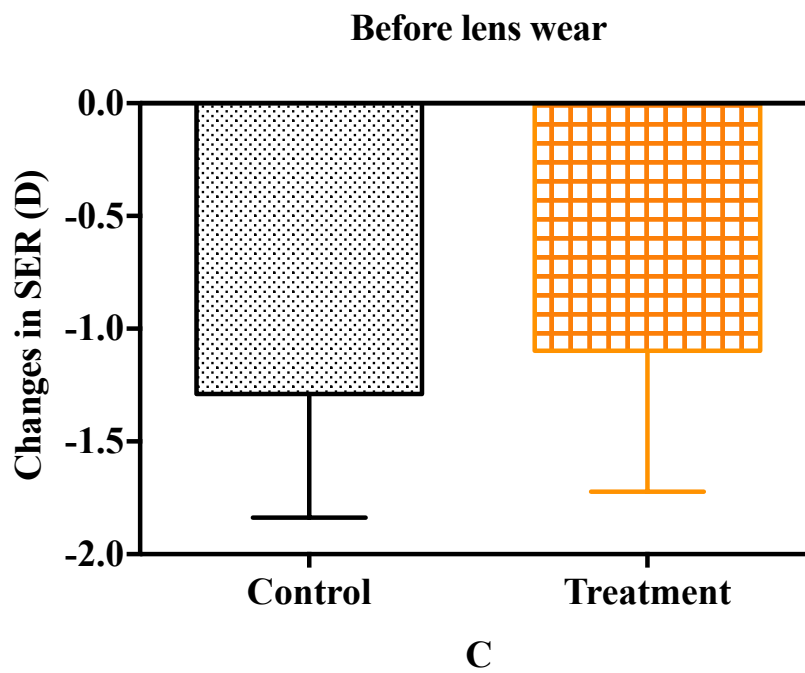 Before lens wear
0.0
-0.5
-1.0
-1.5
-2.0
Changes in SER (D)
Control
Treatment
C